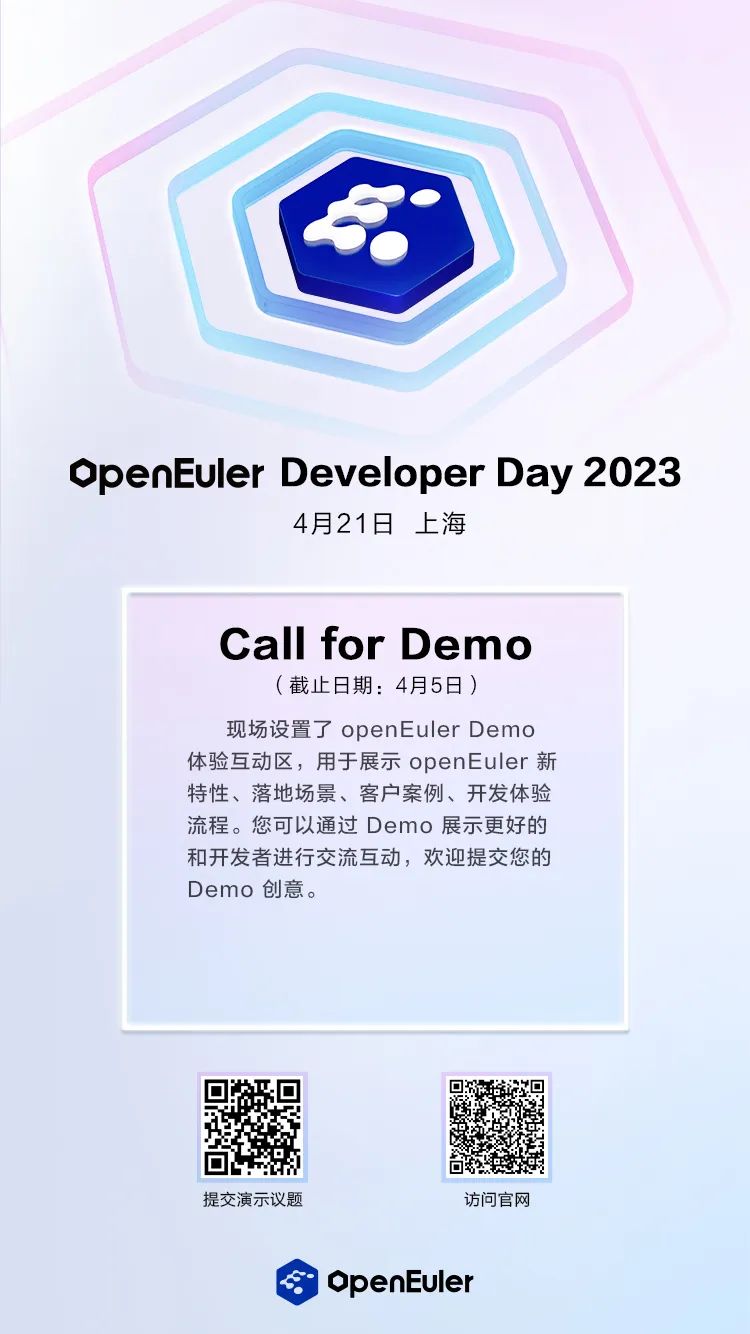 OpenEuler Developer Day 2023
4月21日 上海
Call for Demo
（截止日期：4月5日）
现场设置了 openEuler Demo
体验互动区，用于展示 openEuler 新
特性、落地场景、客户案例、开发体验
流程。您可以通过 Demo 展示更好的
和开发者进行交流互动，欢迎提交您的
Demo 创意。
提交演示议题
访问官网
OpenEuler